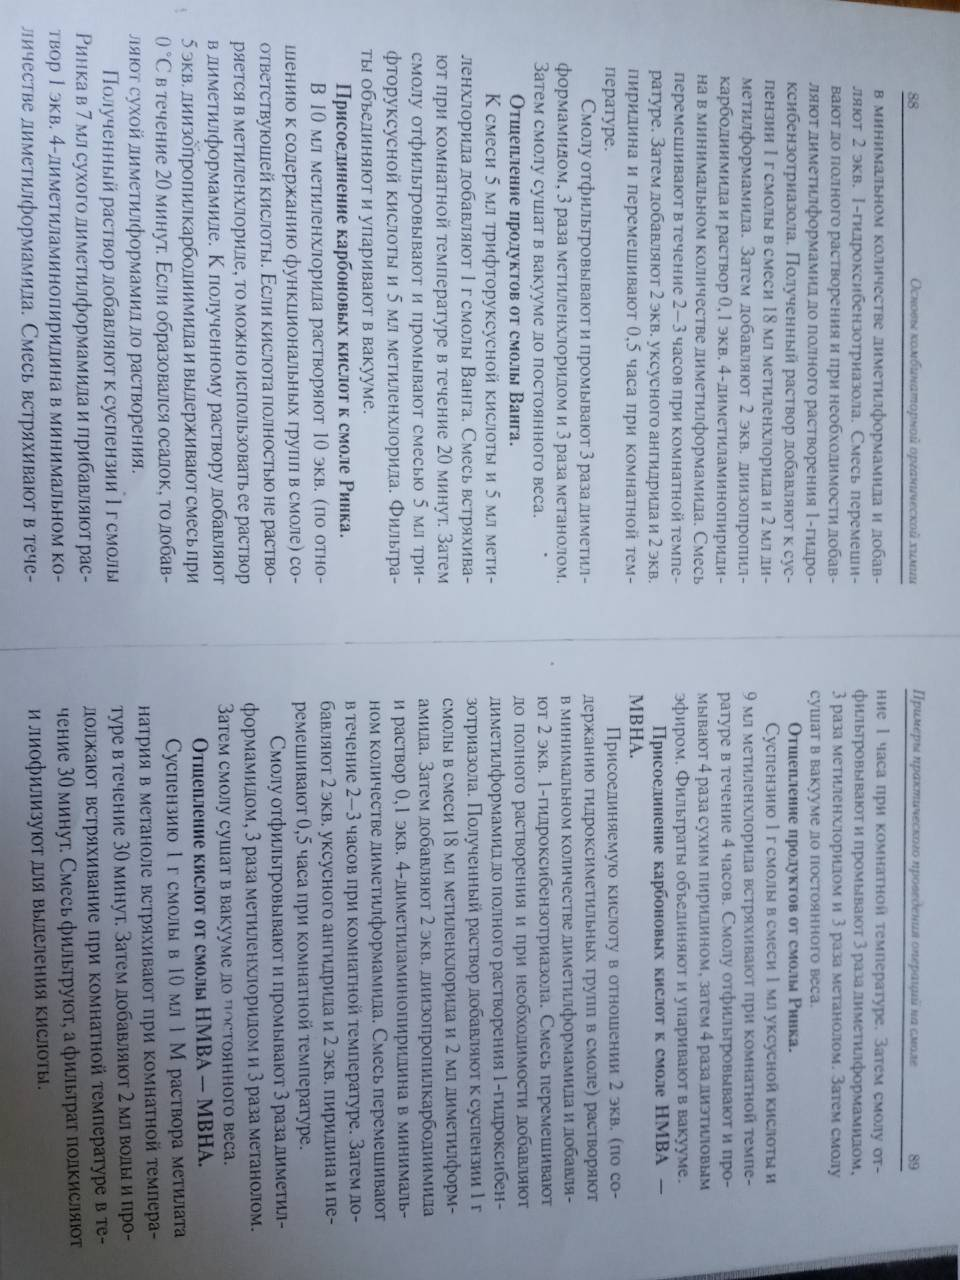 88 Основы комбинаторной органической химии
в минимальном количестве диметилформамида и добав-
ляют 2 экв. 1-гидроксибензотриазола. Смесь перемеши-
вают до полного растворения и при необходимости добав-
ляют диметилформамид до полного растворения 1-гидро-
ксибензотриазола. Полученный раствор добавляют к сус-
пензии 1 г смолы в смеси 18 мл метиленхлорида и 2 мл ди-
метилформамида. Затем добавляют 2 экв. диизопропил-
карбодиимида и раствор 0,1 экв. 4-диметиламинопириди-
на в минимальном количестве диметилформамида. Смесь
перемешивают в течение 2–3 часов при комнатной темпе-
ратуре. Затем добавляют 2 экв. уксусного ангидрида и 2 экв.
пиридина и перемешивают 0,5 часа при комнатной тем-
пературе.
Смолу отфильтровывают и промывают 3 раза диметил-
формамидом, 3 раза метиленхлоридом и 3 раза метанолом.
Затем смолу сушат в вакууме до постоянного веса.
Отщепление продуктов от смолы Ванга.
К смеси 5 мл трифторуксусной кислоты и 5 мл мети-
ленхлорида добавляют 1 г смолы Ванга. Смесь встряхива-
ют при комнатной температуре в течение 20 минут. Затем
смолу отфильтровывают и промывают смесью 5 мл три-
фторуксусной кислоты и 5 мл метиленхлорида. Фильтра-
ты объединяют и упаривают в вакууме.
Присоединение карбоновых кислот к смоле Ринка.
В 10 мл метиленхлорида растворяют 10 экв. (по отно-
шению к содержанию функциональных групп в смоле) со-
ответствующей кислоты. Если кислота полностью не раство-
ряется в метиленхлориде, то можно использовать ее раствор
в диметилформамиде. К полученному раствору добавляют
5 экв. диизопропилкарбодиимида и выдерживают смесь при
0 °С в течение 20 минут. Если образовался осадок, то добав-
ляют сухой диметилформамид до растворения.
Полученный раствор добавляют к суспензии 1 г смолы
Ринка в 7 мл сухого диметилформамида и прибавляют рас-
твор 1 экв. 4-диметиламинопиридина в минимальном ко-
личестве диметилформамида. Смесь встряхивают в тече-
Примеры практического проведения операций на смоле 89
ние 1 часа при комнатной температуре. Затем смолу от-
фильтровывают и промывают 3 раза диметилформамидом,
3 раза метиленхлоридом и 3 раза метанолом. Затем смолу
сушат в вакууме до постоянного веса.
Отщепление продуктов от смолы Ринка.
Суспензию 1 г смолы в смеси 1 мл уксусной кислоты и
9 мл метиленхлорида встряхивают при комнатной темпе-
ратуре в течение 4 часов. Смолу отфильтровывают и про-
мывают 4 раза сухим пиридином, затем 4 раза диэтиловым
эфиром. Фильтраты объединяют и упаривают в вакууме.
Присоединение карбоновых кислот к смоле НМВА —
МВНА.
Присоединяемую кислоту в отношении 2 экв. (по со-
держанию гидроксиметильных групп в смоле) растворяют
в минимальном количестве диметилформамида и добавля-
ют 2 экв. 1-гидроксибензотриазола. Смесь перемешивают
до полного растворения и при необходимости добавляют
диметилформамид до полного растворения 1-гидроксибен-
зотриазола. Полученный раствор добавляют к суспензии 1 г
смолы в смеси 18 мл метиленхлорида и 2 мл диметилформ-
амида. Затем добавляют 2 экв. диизопропилкарбодиимида
и раствор 0,1 экв. 4-диметиламинопиридина в минималь-
ном количестве диметилформамида. Смесь перемешивают
в течение 2–3 часов при комнатной температуре. Затем до-
бавляют 2 экв. уксусного ангидрида и 2 экв. пиридина и пе-
ремешивают 0,5 часа при комнатной температуре.
Смолу отфильтровывают и промывают 3 раза диметил-
формамидом, 3 раза метиленхлоридом и 3 раза метанолом.
Затем смолу сушат в вакууме до постоянного веса.
Отщепление кислот от смолы НМВА — МВНА.
Суспензию 1 г смолы в 10 мл 1 М раствора метилата
натрия в метаноле встряхивают при комнатной темпера-
туре в течение 30 минут. Затем добавляют 2 мл воды и про-
должают встряхивание при комнатной температуре в те-
чение 30 минут. Смесь фильтруют, а фильтрат подкисляют
и лиофилизуют для выделения кислоты.